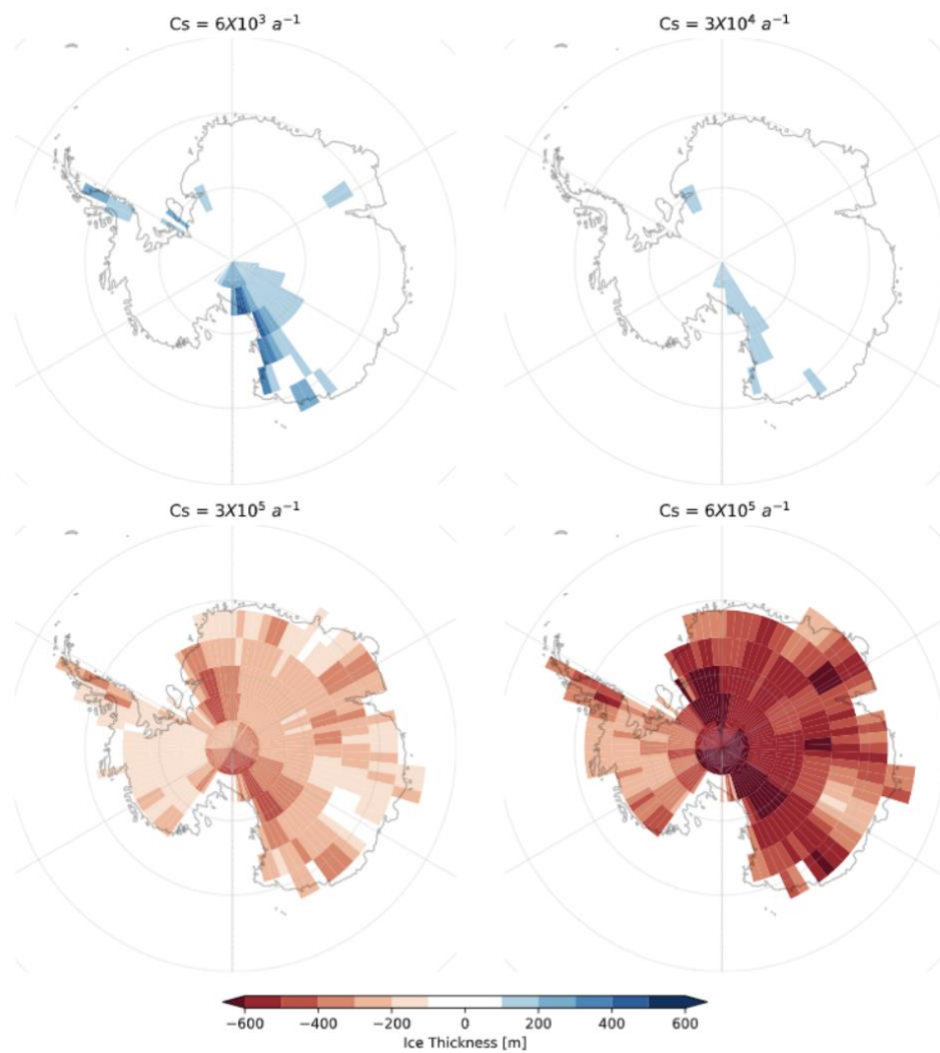 Cs = 6X10³ a⁻¹
Cs = 3X10⁴ a⁻¹
Cs = 3X10⁵ a⁻¹
Cs = 6X10⁵ a⁻¹
−600 −400 −200 0 200 400 600
Ice Thickness [m]